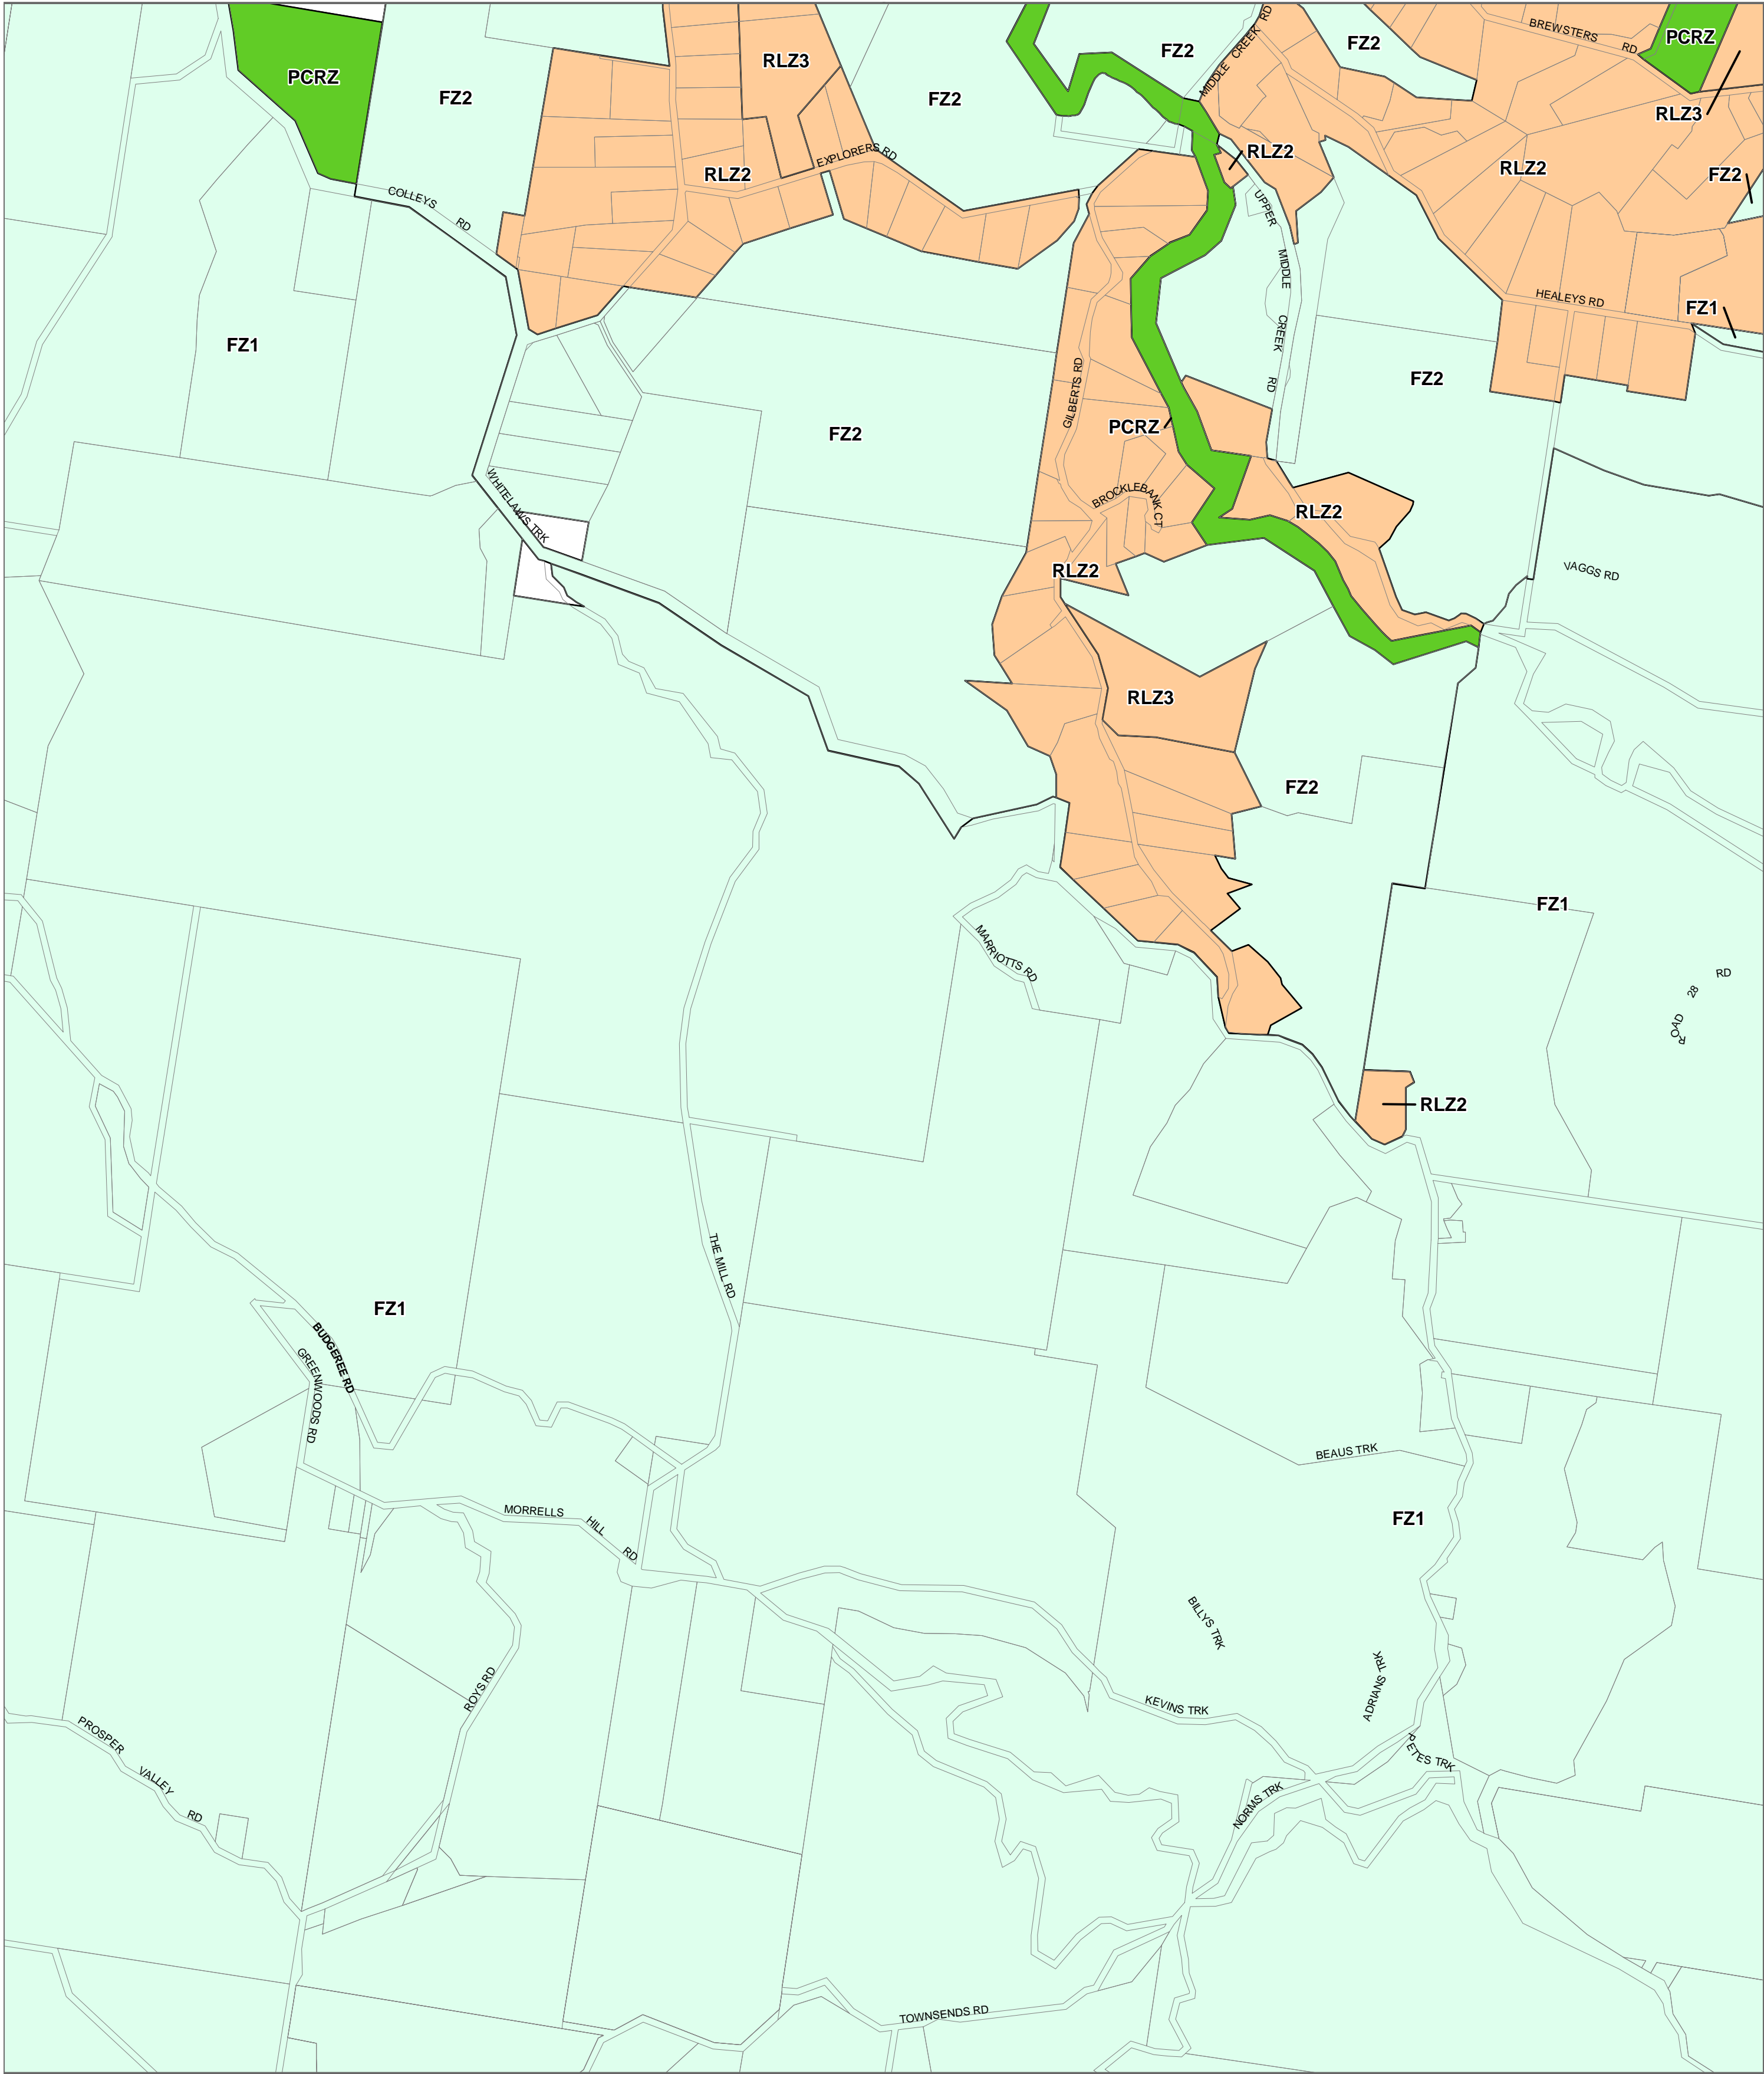 BREWSTERS RD
PCRZ
MIDDLE CREEK RD
FZ2
FZ2
RLZ3
PCRZ
FZ2
FZ2
RLZ3
RLZ2
EXPLORERS RD
RLZ2
RLZ2
FZ2
COLLEYS RD
UPPER MIDDLE CREEK RD
HEALEYS RD
FZ1
FZ1
FZ2
GILBERTS RD
PCRZ
FZ2
WHITELAWS TRK
BROCKLEBANK CT
RLZ2
RLZ2
VAGGS RD
RLZ3
FZ2
FZ1
MARRIOTTS RD
ROAD 28 RD
RLZ2
THE MILL RD
FZ1
BUDGEREE RD
GREENWOODS RD
BEAUS TRK
MORRELLS HILL RD
FZ1
BILLYS TRK
ADRIANS TRK
ROYS RD
KEVINS TRK
PROSPER VALLEY RD
PETES TRK
NORMS TRK
TOWNSENDS RD